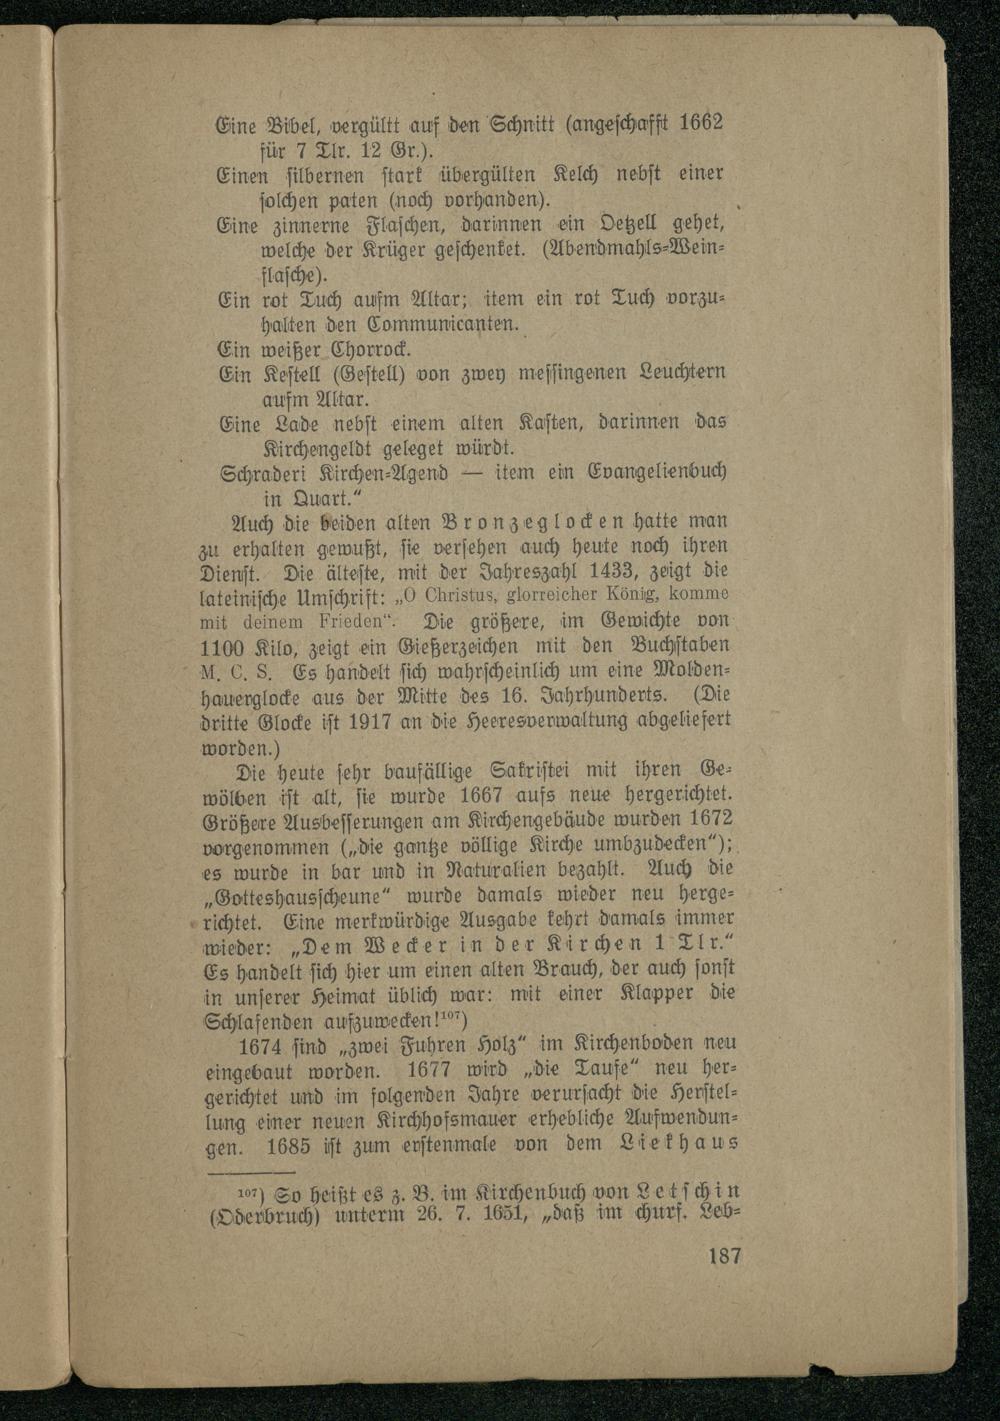 Eine Bibel, vergültt auf den Schnitt (angeschafft 1662
für 7 Tlr. 12 Gr.).
Einen silbernen stark übergülten Kelch nebst einer
solchen paten (noch vorhanden).
Eine zinnerne Flaschen, darinnen ein Oetzell gehet,
welche der Krüger geschenket. (Abendmahls-Wein-
flasche).
Ein rot Tuch aufm Altar; item ein rot Tuch vorzu-
halten den Communicanten.
Ein weißer Chorrock.
Ein Kestell (Gestell) von zwey messingenen Leuchtern
aufm Altar.
Eine Lade nebst einem alten Kasten, darinnen das
Kirchengeldt geleget würdt.
Schraderi Kirchen-Agend — item ein Evangelienbuch
in Quart.“
Auch die beiden alten Bronzeglocken hatte man
zu erhalten gewußt, sie versehen auch heute noch ihren
Dienst. Die älteste, mit der Jahreszahl 1433, zeigt die
lateinische Umschrift: „O Christus, glorreicher König, komme
mit deinem Frieden“. Die größere, im Gewichte von
1100 Kilo, zeigt ein Gießerzeichen mit den Buchstaben
M. C. S. Es handelt sich wahrscheinlich um eine Molden-
hauerglocke aus der Mitte des 16. Jahrhunderts. (Die
dritte Glocke ist 1917 an die Heeresverwaltung abgeliefert
worden.)
Die heute sehr baufällige Sakristei mit ihren Ge-
wölben ist alt, sie wurde 1667 aufs neue hergerichtet.
Größere Ausbesserungen am Kirchengebäude wurden 1672
vorgenommen („die gantze völlige Kirche umbzudecken“);
es wurde in bar und in Naturalien bezahlt. Auch die
„Gotteshausscheune“ wurde damals wieder neu herge-
richtet. Eine merkwürdige Ausgabe kehrt damals immer
wieder: „Dem Wecker in der Kirchen 1 Tlr.“
Es handelt sich hier um einen alten Brauch, der auch sonst
in unserer Heimat üblich war: mit einer Klapper die
Schlafenden aufzuwecken!¹⁰⁷)
1674 sind „zwei Fuhren Holz“ im Kirchenboden neu
eingebaut worden. 1677 wird „die Taufe“ neu her-
gerichtet und im folgenden Jahre verursacht die Herstel-
lung einer neuen Kirchhofsmauer erhebliche Aufwendun-
gen. 1685 ist zum erstenmale von dem Liekhaus
¹⁰⁷) So heißt es z. B. im Kirchenbuch von Letschin
(Oderbruch) unterm 26. 7. 1651, „daß im churf. Leb-
187